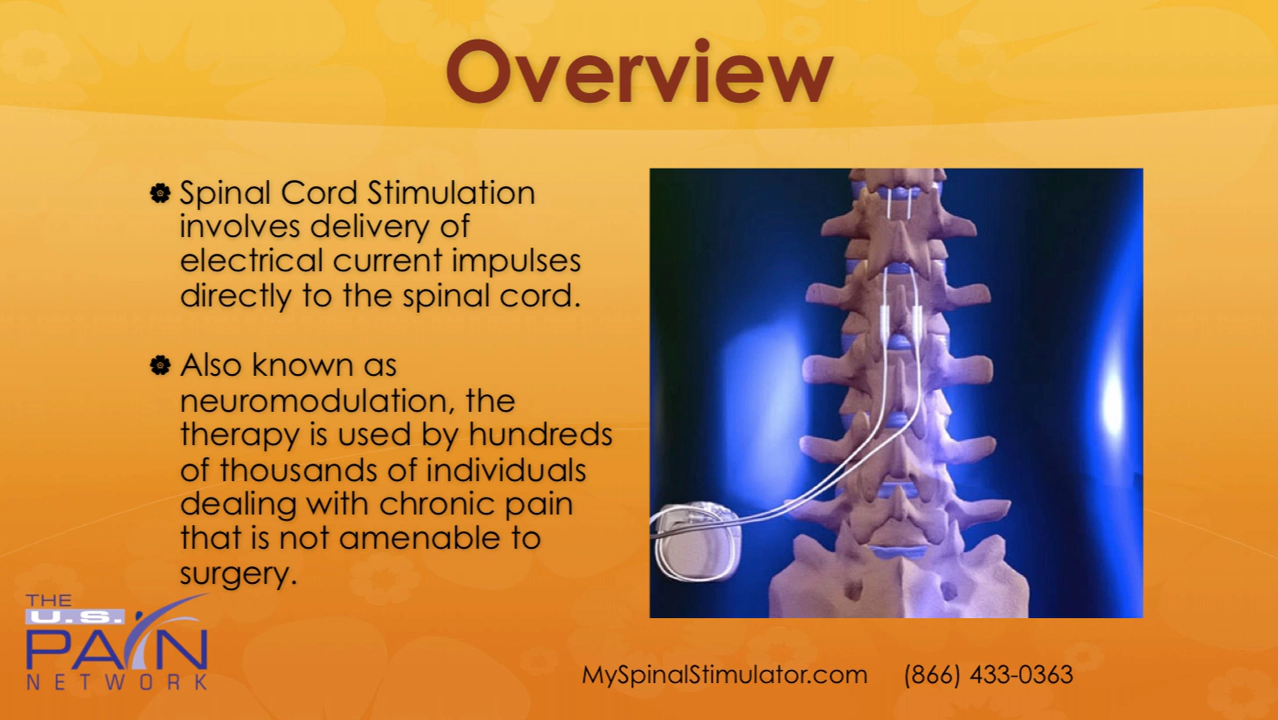 Overview
Spinal Cord Stimulation
involves delivery of
electrical current impulses
directly to the spinal cord.
Also known as
neuromodulation, the
therapy is used by hundreds
of thousands of individuals
dealing with chronic pain
that is not amenable to
surgery.
THE
U.S.
PAIN
NETWORK
MySpinalStimulator.com (866) 433-0363